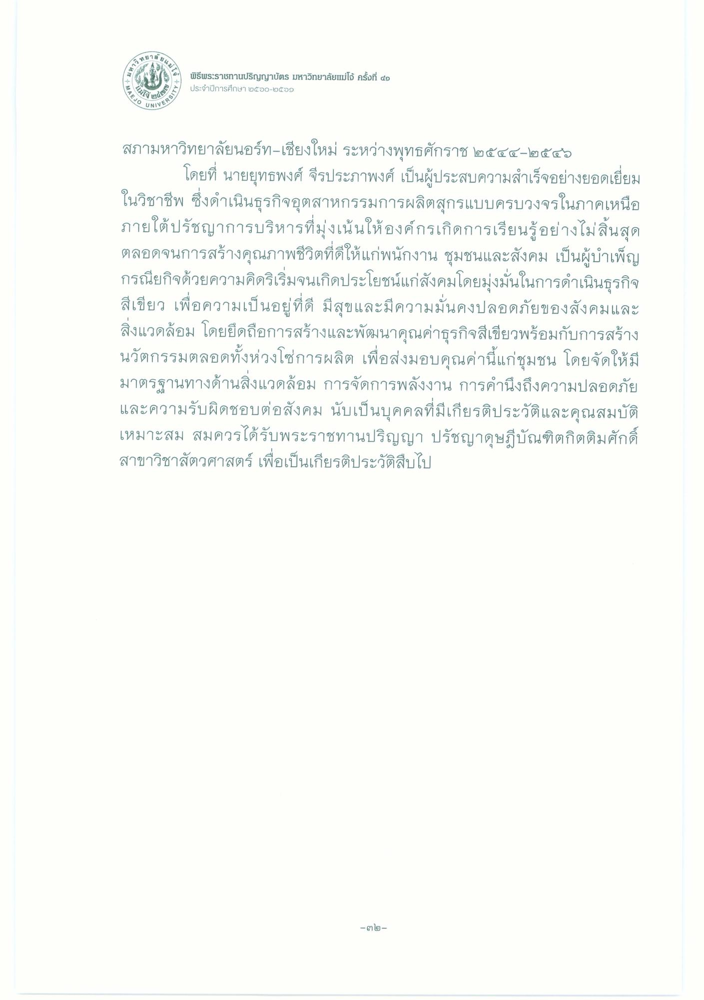 มหาวิทยาลัยแม่โจ้
แม่โจ้ ๒๔๗๗
MAEJO UNIVERSITY
พิธีพระราชทานปริญญาบัตร มหาวิทยาลัยแม่โจ้ ครั้งที่ ๔๑
ประจำปีการศึกษา ๒๕๖๐-๒๕๖๑
สภามหาวิทยาลัยนอร์ท-เชียงใหม่ ระหว่างพุทธศักราช ๒๕๔๔-๒๕๔๖
โดยที่ นายยุทธพงศ์ จีรประภาพงศ์ เป็นผู้ประสบความสำเร็จอย่างยอดเยี่ยม
ในวิชาชีพ ซึ่งดำเนินธุรกิจอุตสาหกรรมการผลิตสุกรแบบครบวงจรในภาคเหนือ
ภายใต้ปรัชญาการบริหารที่มุ่งเน้นให้องค์กรเกิดการเรียนรู้อย่างไม่สิ้นสุด
ตลอดจนการสร้างคุณภาพชีวิตที่ดีให้แก่พนักงาน ชุมชนและสังคม เป็นผู้บำเพ็ญ
กรณียกิจด้วยความคิดริเริ่มจนเกิดประโยชน์แก่สังคมโดยมุ่งมั่นในการดำเนินธุรกิจ
สีเขียว เพื่อความเป็นอยู่ที่ดี มีสุขและมีความมั่นคงปลอดภัยของสังคมและ
สิ่งแวดล้อม โดยยึดถือการสร้างและพัฒนาคุณค่าธุรกิจสีเขียวพร้อมกับการสร้าง
นวัตกรรมตลอดทั้งห่วงโซ่การผลิต เพื่อส่งมอบคุณค่านี้แก่ชุมชน โดยจัดให้มี
มาตรฐานทางด้านสิ่งแวดล้อม การจัดการพลังงาน การคำนึงถึงความปลอดภัย
และความรับผิดชอบต่อสังคม นับเป็นบุคคลที่มีเกียรติประวัติและคุณสมบัติ
เหมาะสม สมควรได้รับพระราชทานปริญญา ปรัชญาดุษฎีบัณฑิตกิตติมศักดิ์
สาขาวิชาสัตวศาสตร์ เพื่อเป็นเกียรติประวัติสืบไป
-๓๒-